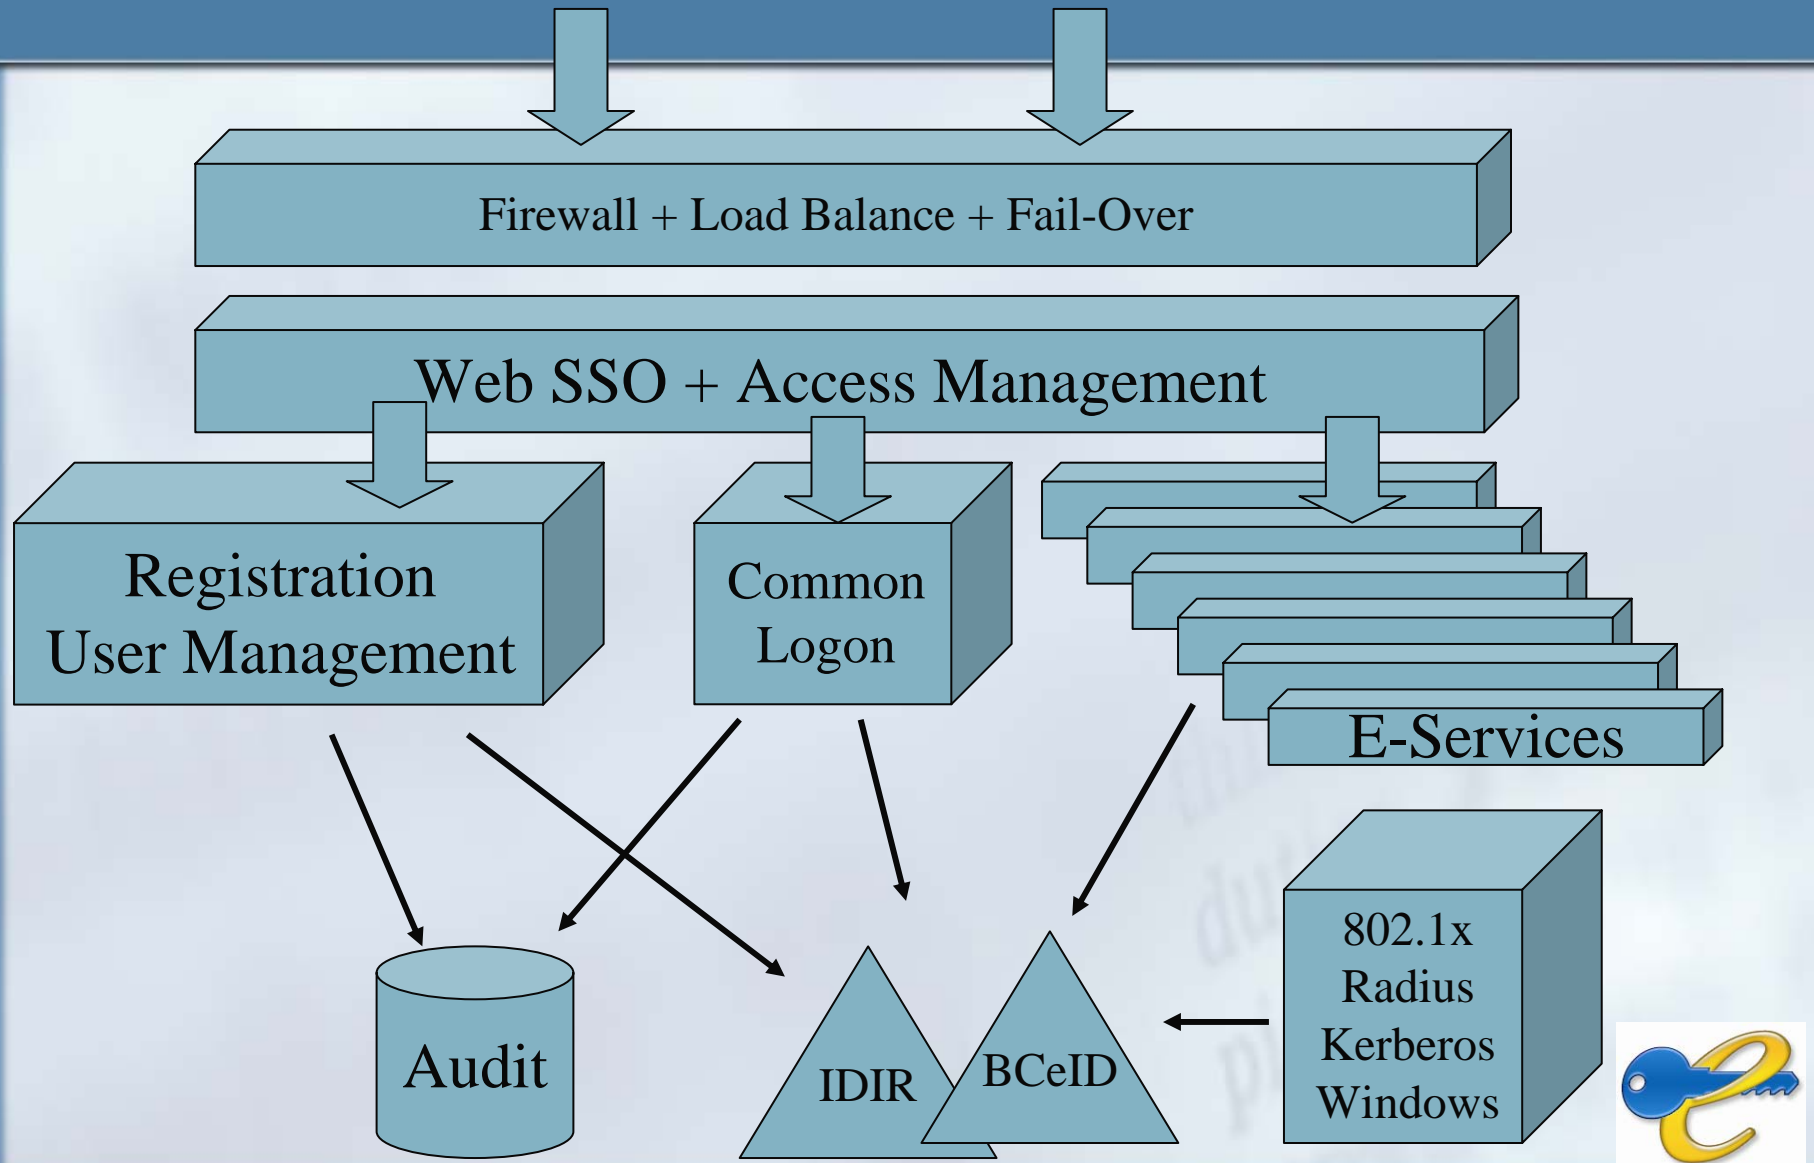 Firewall + Load Balance + Fail-Over
Web SSO + Access Management
Registration
User Management
Common
Logon
E-Services
Audit
IDIR
BCeID
802.1x
Radius
Kerberos
Windows